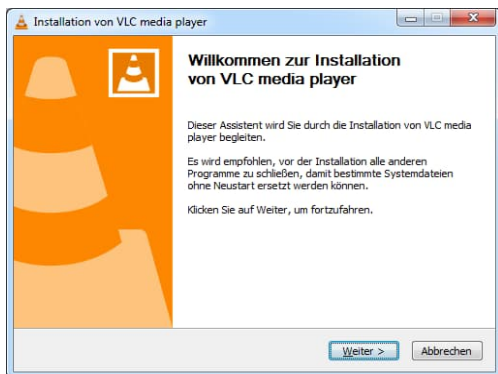 Installation von VLC media player
Willkommen zur Installation
von VLC media player
Dieser Assistent wird Sie durch die Installation von VLC media
player begleiten.
Es wird empfohlen, vor der Installation alle anderen
Programme zu schließen, damit bestimmte Systemdateien
ohne Neustart ersetzt werden können.
Klicken Sie auf Weiter, um fortzufahren.
Weiter >
Abbrechen